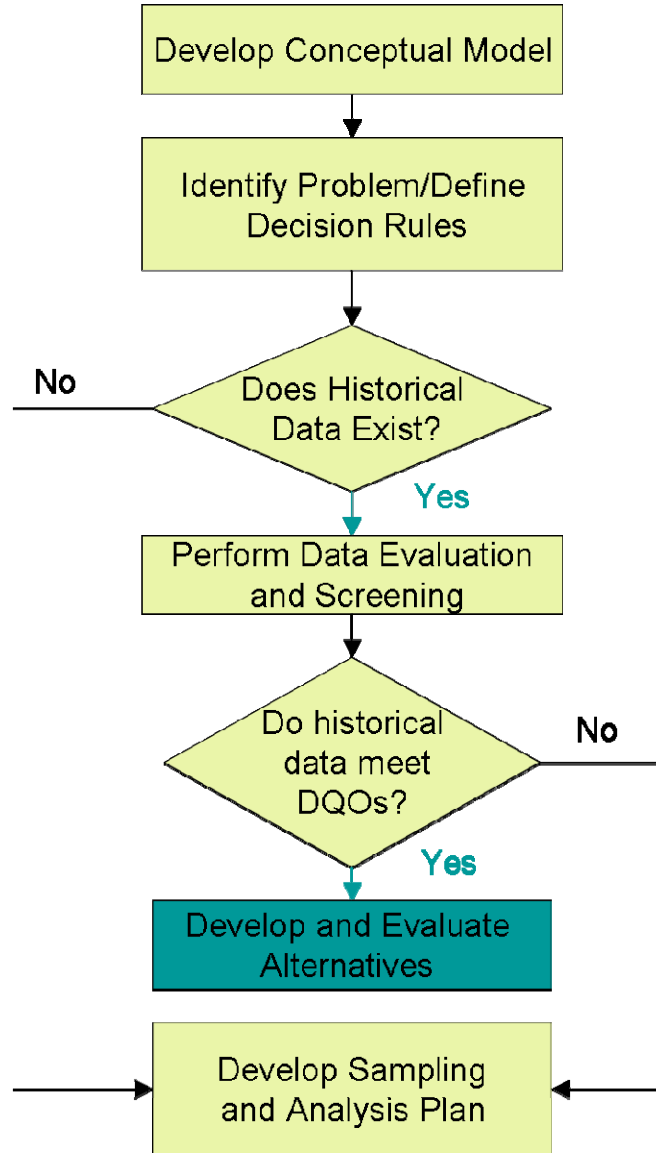 Develop Conceptual Model
Identify Problem/Define
Decision Rules
No
Does Historical
Data Exist?
Yes
Perform Data Evaluation
and Screening
Do historical
data meet
DQOs?
No
Yes
Develop and Evaluate
Alternatives
Develop Sampling
and Analysis Plan